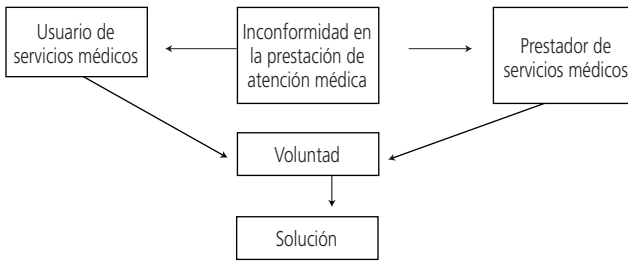 Usuario de
servicios médicos
Inconformidad en
la prestación de
atención médica
Prestador de
servicios médicos
Voluntad
Solución